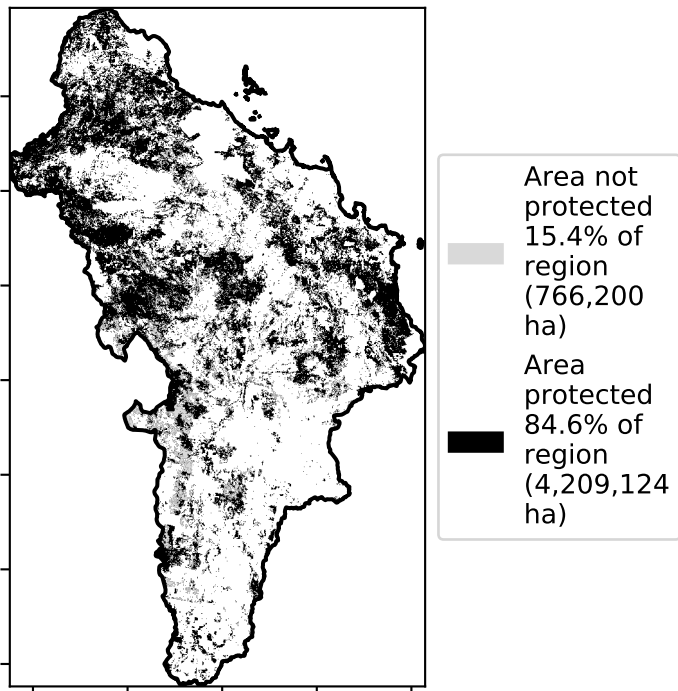 Area not
protected
15.4% of
region
(766,200
ha)
Area
protected
84.6% of
region
(4,209,124
ha)